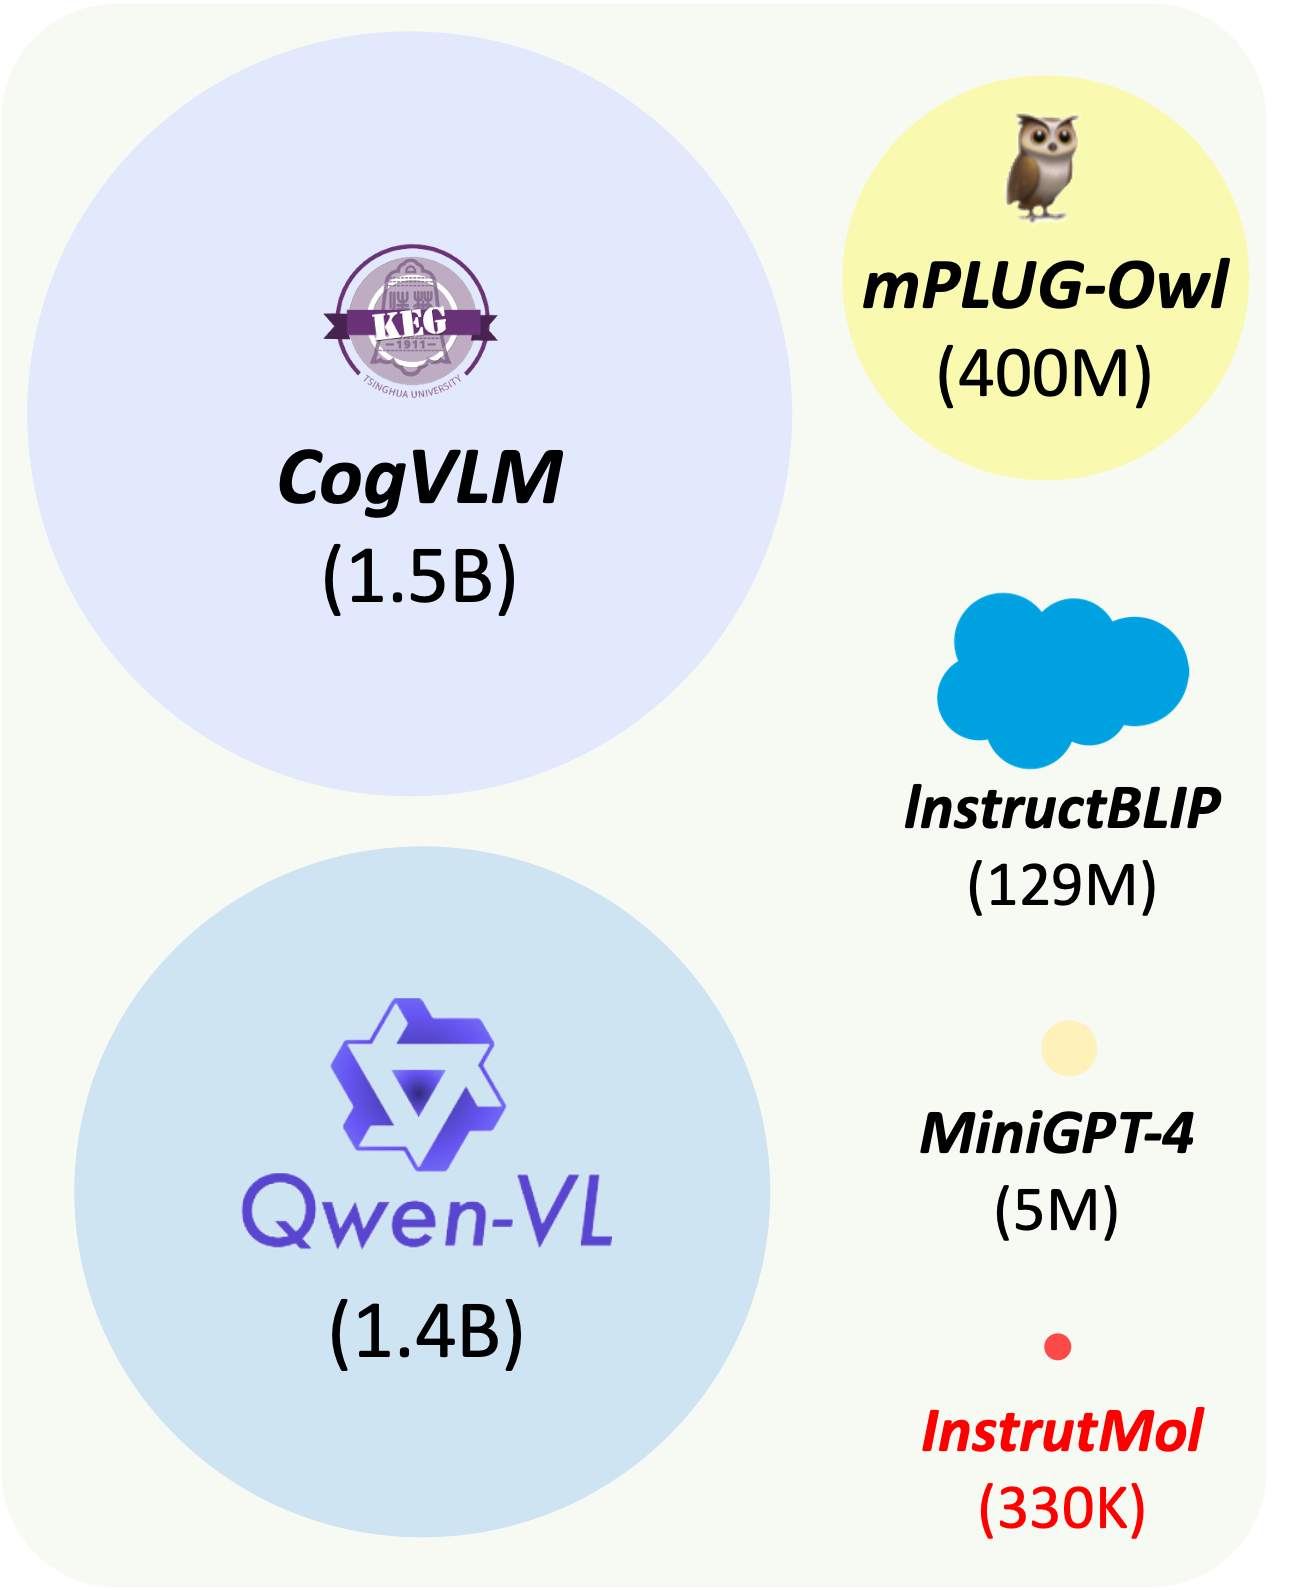 KEG
1911
TSINGHUA UNIVERSITY
CogVLM
(1.5B)
mPLUG-Owl
(400M)
InstructBLIP
(129M)
Qwen-VL
(1.4B)
MiniGPT-4
(5M)
InstrutMol
(330K)